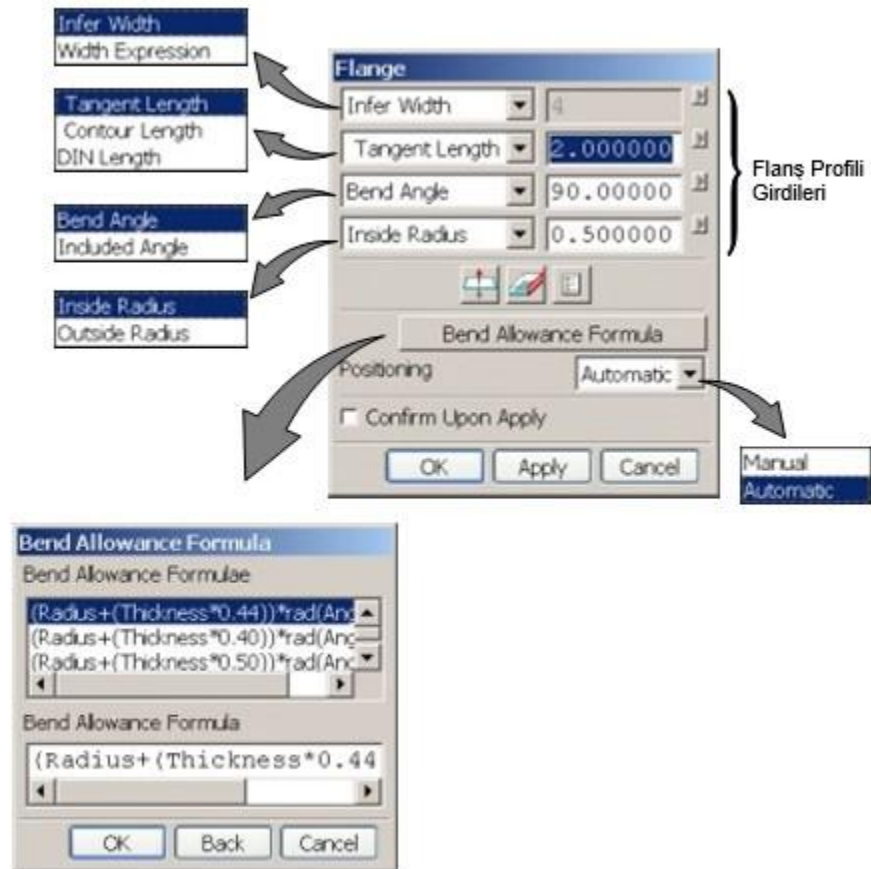 Infer Width
Width Expression
Tangent Length
Contour Length
DIN Length
Bend Angle
Included Angle
Inside Radius
Outside Radius
Flange
Infer Width 4
Tangent Length 2.000000
Bend Angle 90.00000
Inside Radius 0.500000
Flanş Profili
Girdileri
Bend Allowance Formula
Positioning Automatic
Confirm Upon Apply
OK Apply Cancel
Manual
Automatic
Bend Allowance Formula
Bend Allowance Formulae
(Radius+(Thickness*0.44))*rad(Ang
(Radius+(Thickness*0.40))*rad(Ang
(Radius+(Thickness*0.50))*rad(Ang
Bend Allowance Formula
(Radius+(Thickness*0.44
OK Back Cancel